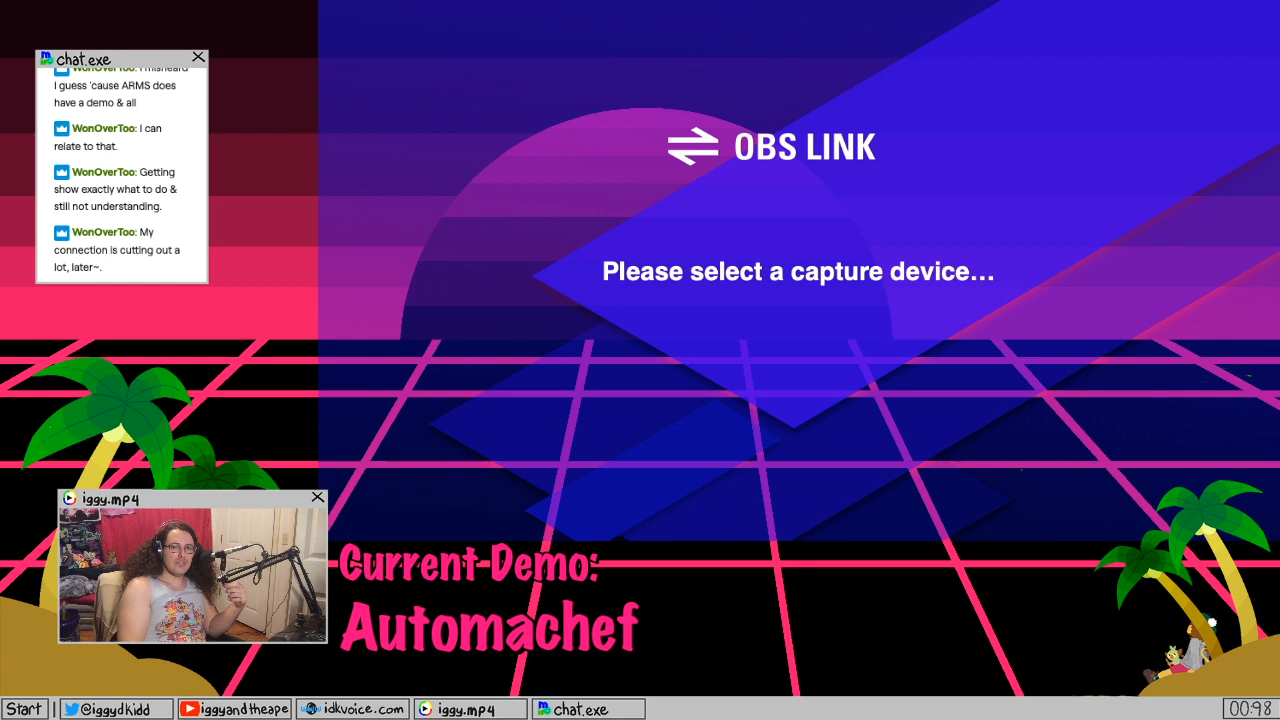 chat.exe
WonOverToo: I misheard
I guess 'cause ARMS does
have a demo & all
WonOverToo: I can
relate to that.
WonOverToo: Getting
show exactly what to do &
still not understanding.
WonOverToo: My
connection is cutting out a
lot, later~.
OBS LINK
Please select a capture device...
iggy.mp4
Current Demo:
Automachef
Start | @iggydkidd iggyandtheape idkvoice.com iggy.mp4 chat.exe 00:98